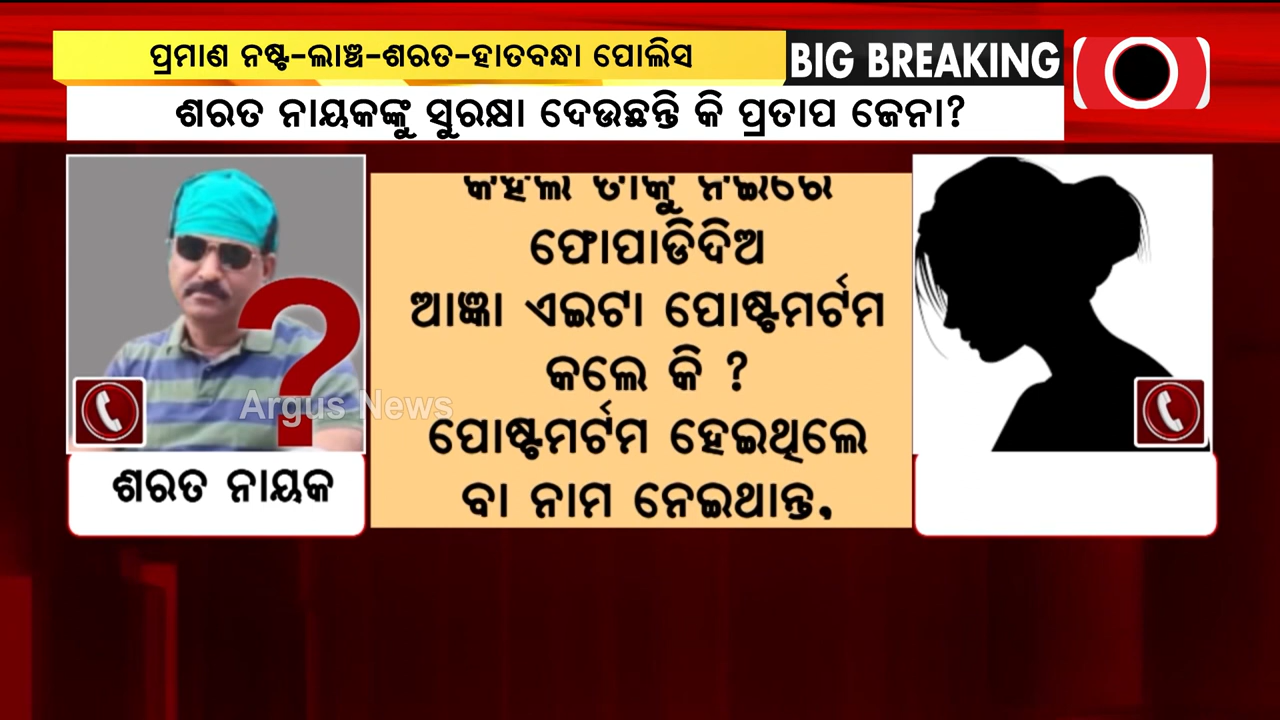 ପ୍ରମାଣ ନଷ୍ଟ-ଲାଞ୍ଚ-ଶରତ-ହାତବନ୍ଧା ପୋଲିସ
BIG BREAKING
ଶରତ ନାୟକଙ୍କୁ ସୁରକ୍ଷା ଦେଉଛନ୍ତି କି ପ୍ରତାପ ଜେନା?
ନଈରେ
ଫୋପାଡିଦିଅ
ଆଜ୍ଞା ଏଇଟା ପୋଷ୍ଟମର୍ଟମ
କଲେ କି ?
ପୋଷ୍ଟମର୍ଟମ ହେଇଥିଲେ
ବା ନାମ ନେଇଥାନ୍ତ,
Argus News
ଶରତ ନାୟକ